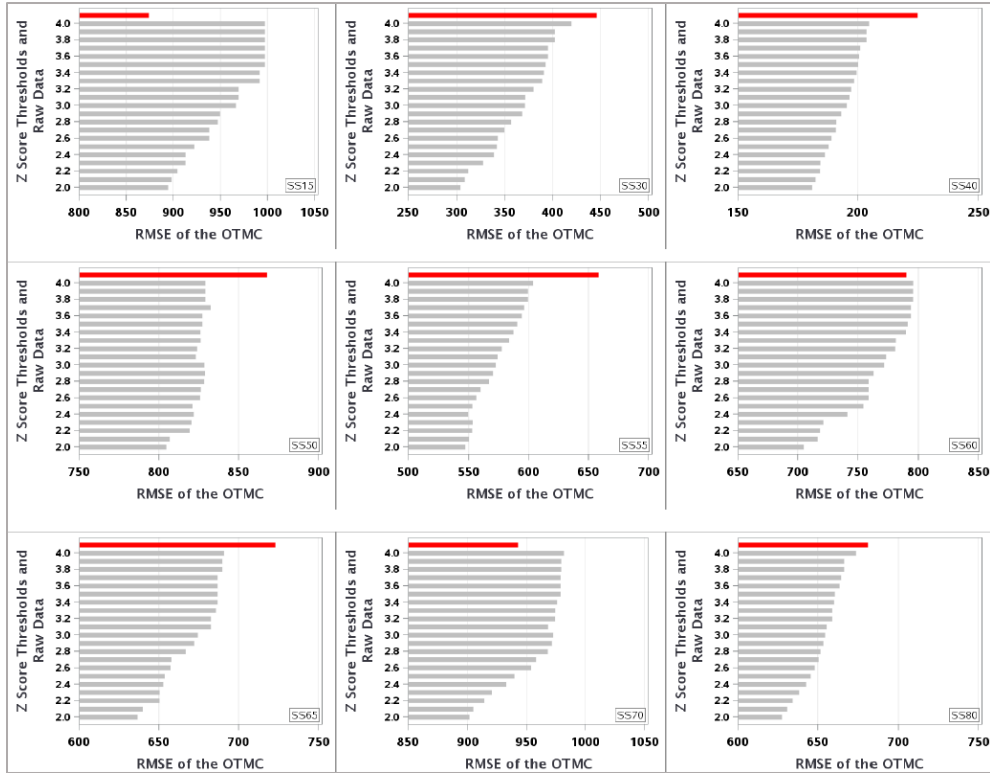 Z Score Thresholds and
Raw Data
4.0
3.8
3.6
3.4
3.2
3.0
2.8
2.6
2.4
2.2
2.0
SS15
800 850 900 950 1000 1050
RMSE of the OTMC
Z Score Thresholds and
Raw Data
4.0
3.8
3.6
3.4
3.2
3.0
2.8
2.6
2.4
2.2
2.0
SS30
250 300 350 400 450 500
RMSE of the OTMC
Z Score Thresholds and
Raw Data
4.0
3.8
3.6
3.4
3.2
3.0
2.8
2.6
2.4
2.2
2.0
SS40
150 200 250
RMSE of the OTMC
Z Score Thresholds and
Raw Data
4.0
3.8
3.6
3.4
3.2
3.0
2.8
2.6
2.4
2.2
2.0
SS50
750 800 850 900
RMSE of the OTMC
Z Score Thresholds and
Raw Data
4.0
3.8
3.6
3.4
3.2
3.0
2.8
2.6
2.4
2.2
2.0
SS55
500 550 600 650 700
RMSE of the OTMC
Z Score Thresholds and
Raw Data
4.0
3.8
3.6
3.4
3.2
3.0
2.8
2.6
2.4
2.2
2.0
SS60
650 700 750 800 850
RMSE of the OTMC
Z Score Thresholds and
Raw Data
4.0
3.8
3.6
3.4
3.2
3.0
2.8
2.6
2.4
2.2
2.0
SS65
600 650 700 750
RMSE of the OTMC
Z Score Thresholds and
Raw Data
4.0
3.8
3.6
3.4
3.2
3.0
2.8
2.6
2.4
2.2
2.0
SS70
850 900 950 1000 1050
RMSE of the OTMC
Z Score Thresholds and
Raw Data
4.0
3.8
3.6
3.4
3.2
3.0
2.8
2.6
2.4
2.2
2.0
SS80
600 650 700 750
RMSE of the OTMC